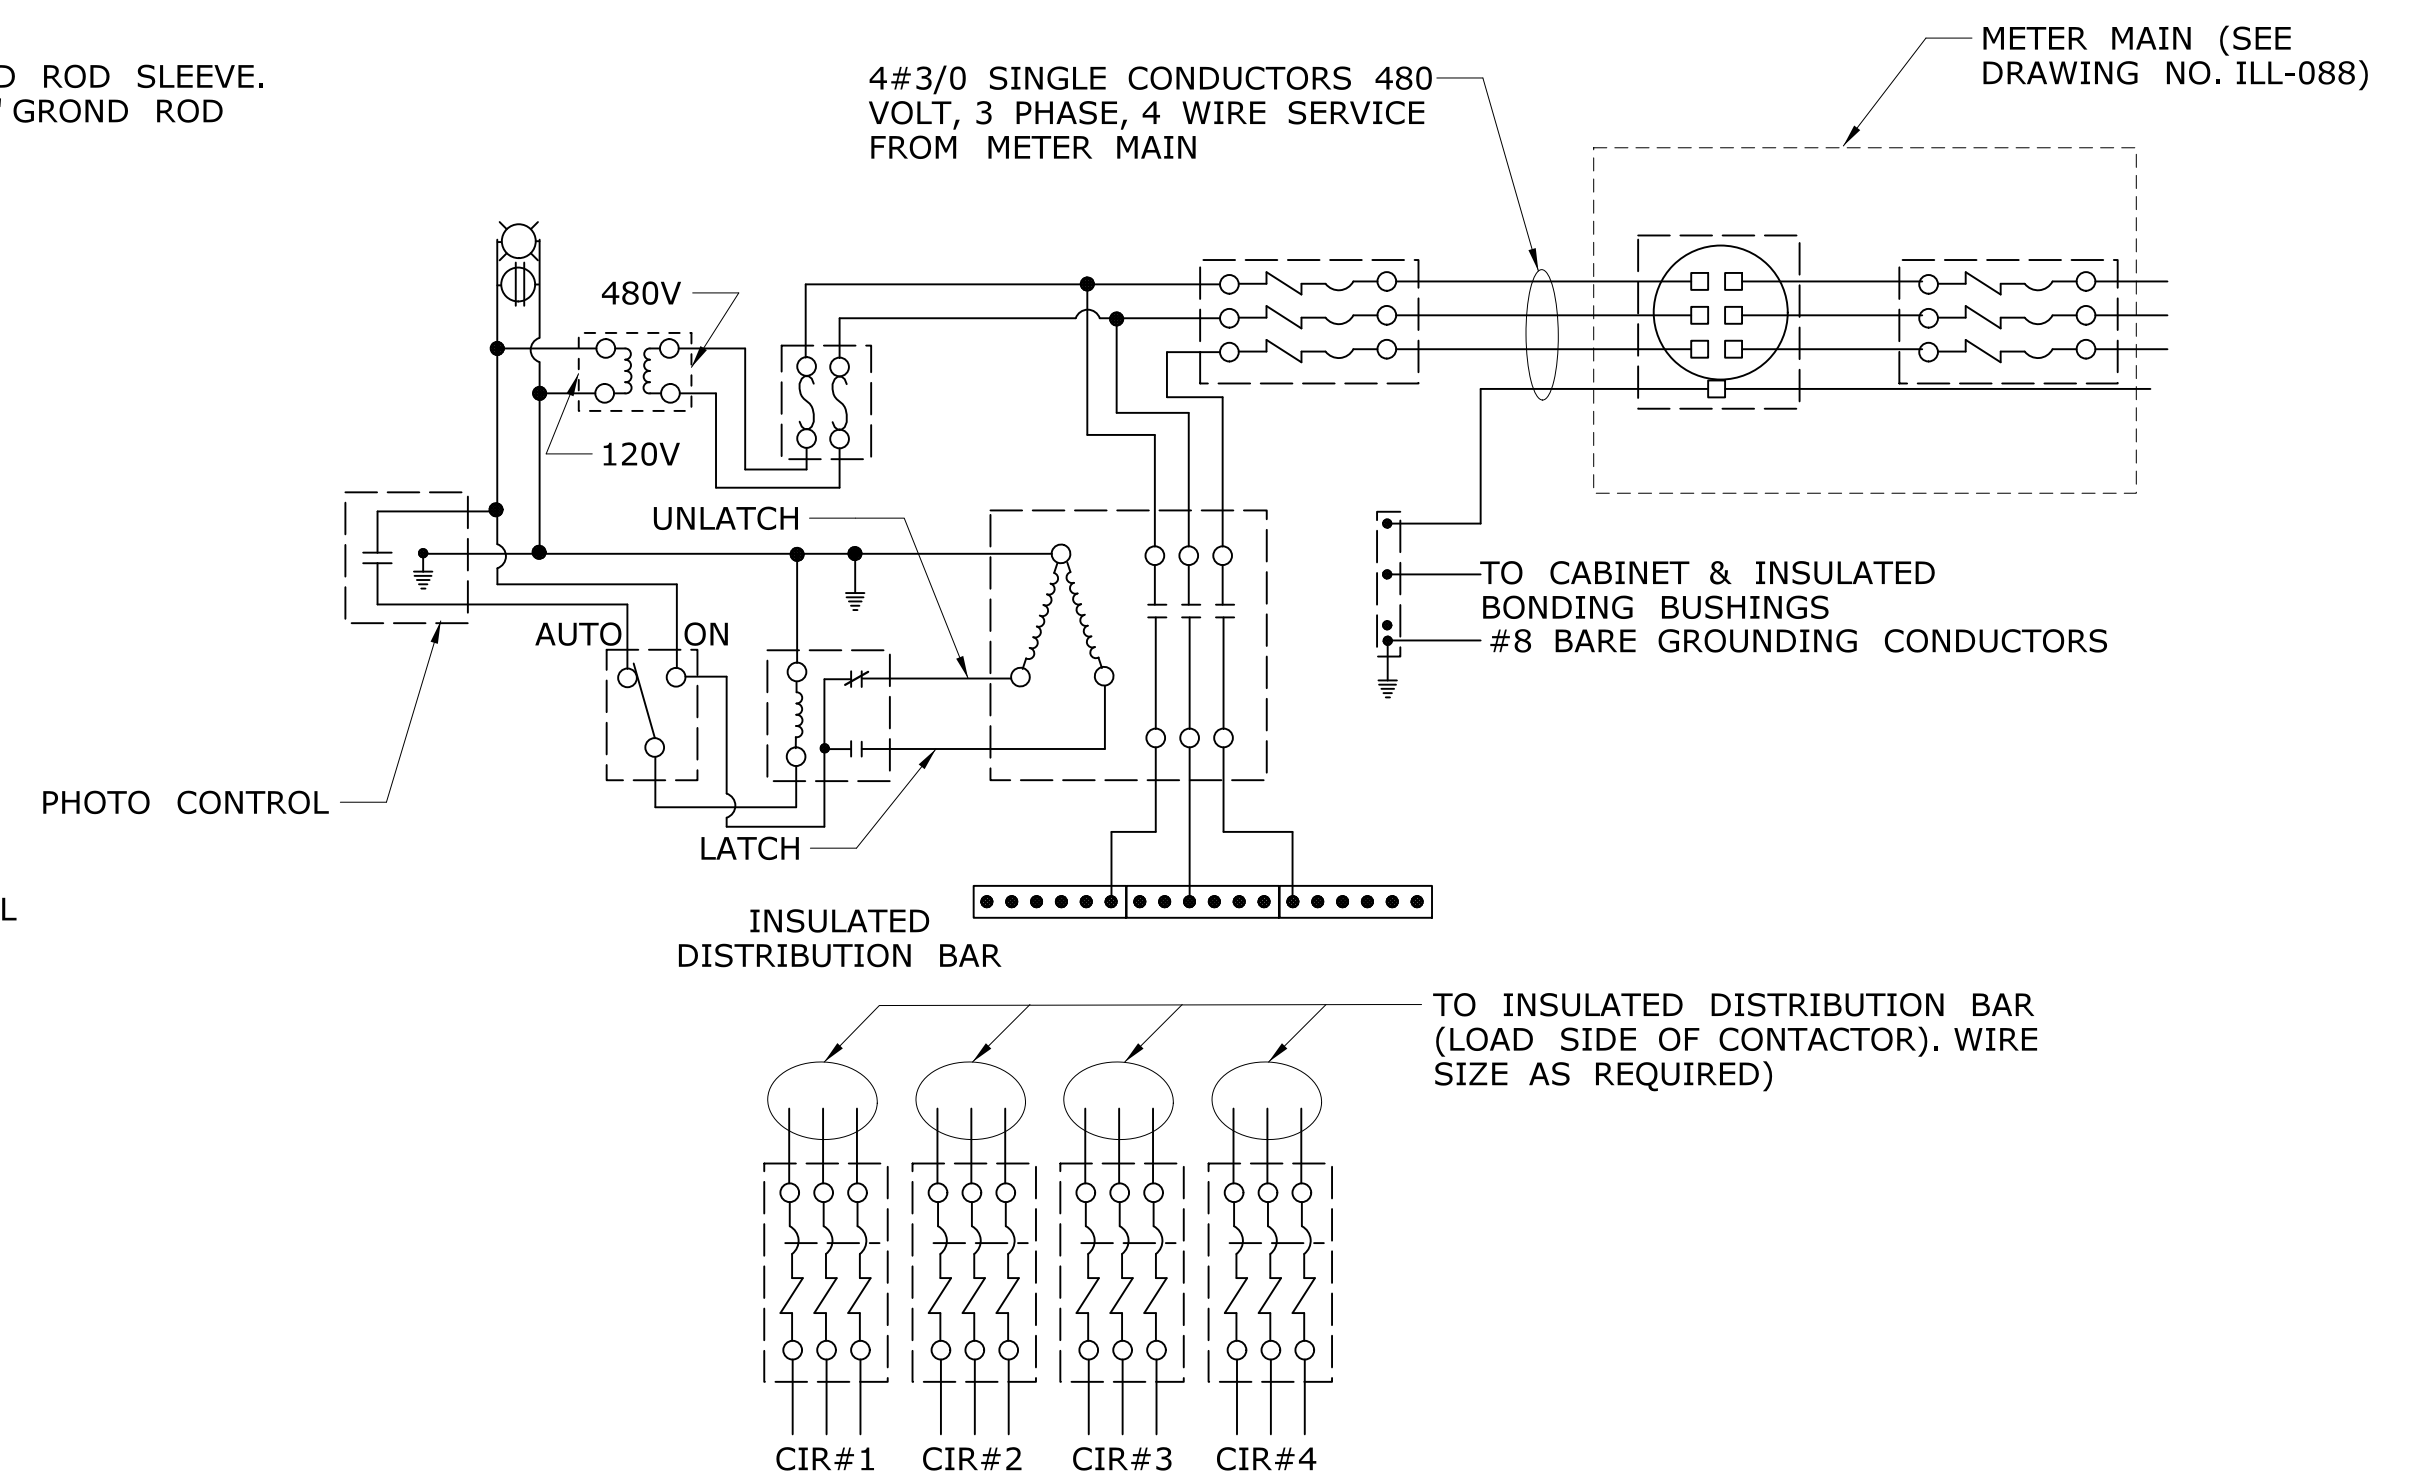 D ROD SLEEVE.
GROND ROD
4#3/0 SINGLE CONDUCTORS 480
VOLT, 3 PHASE, 4 WIRE SERVICE
FROM METER MAIN
METER MAIN (SEE
DRAWING NO. ILL-088)
480V
120V
UNLATCH
TO CABINET & INSULATED
BONDING BUSHINGS
#8 BARE GROUNDING CONDUCTORS
AUTO
ON
PHOTO CONTROL
LATCH
L
INSULATED
DISTRIBUTION BAR
TO INSULATED DISTRIBUTION BAR
(LOAD SIDE OF CONTACTOR). WIRE
SIZE AS REQUIRED)
CIR#1
CIR#2
CIR#3
CIR#4